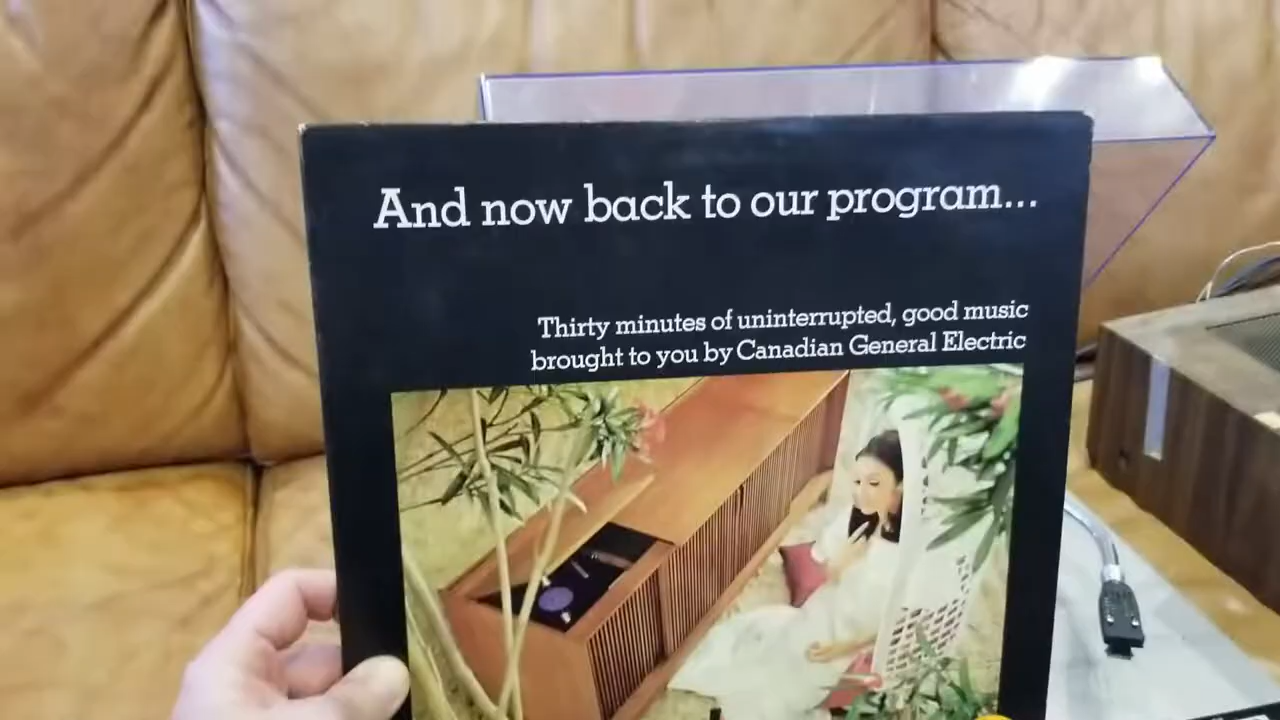 And now back to our program...
Thirty minutes of uninterrupted, good music
brought to you by Canadian General Electric